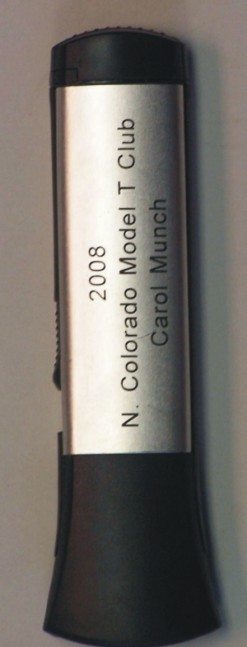 2008
N. Colorado Model T Club
Carol Munch